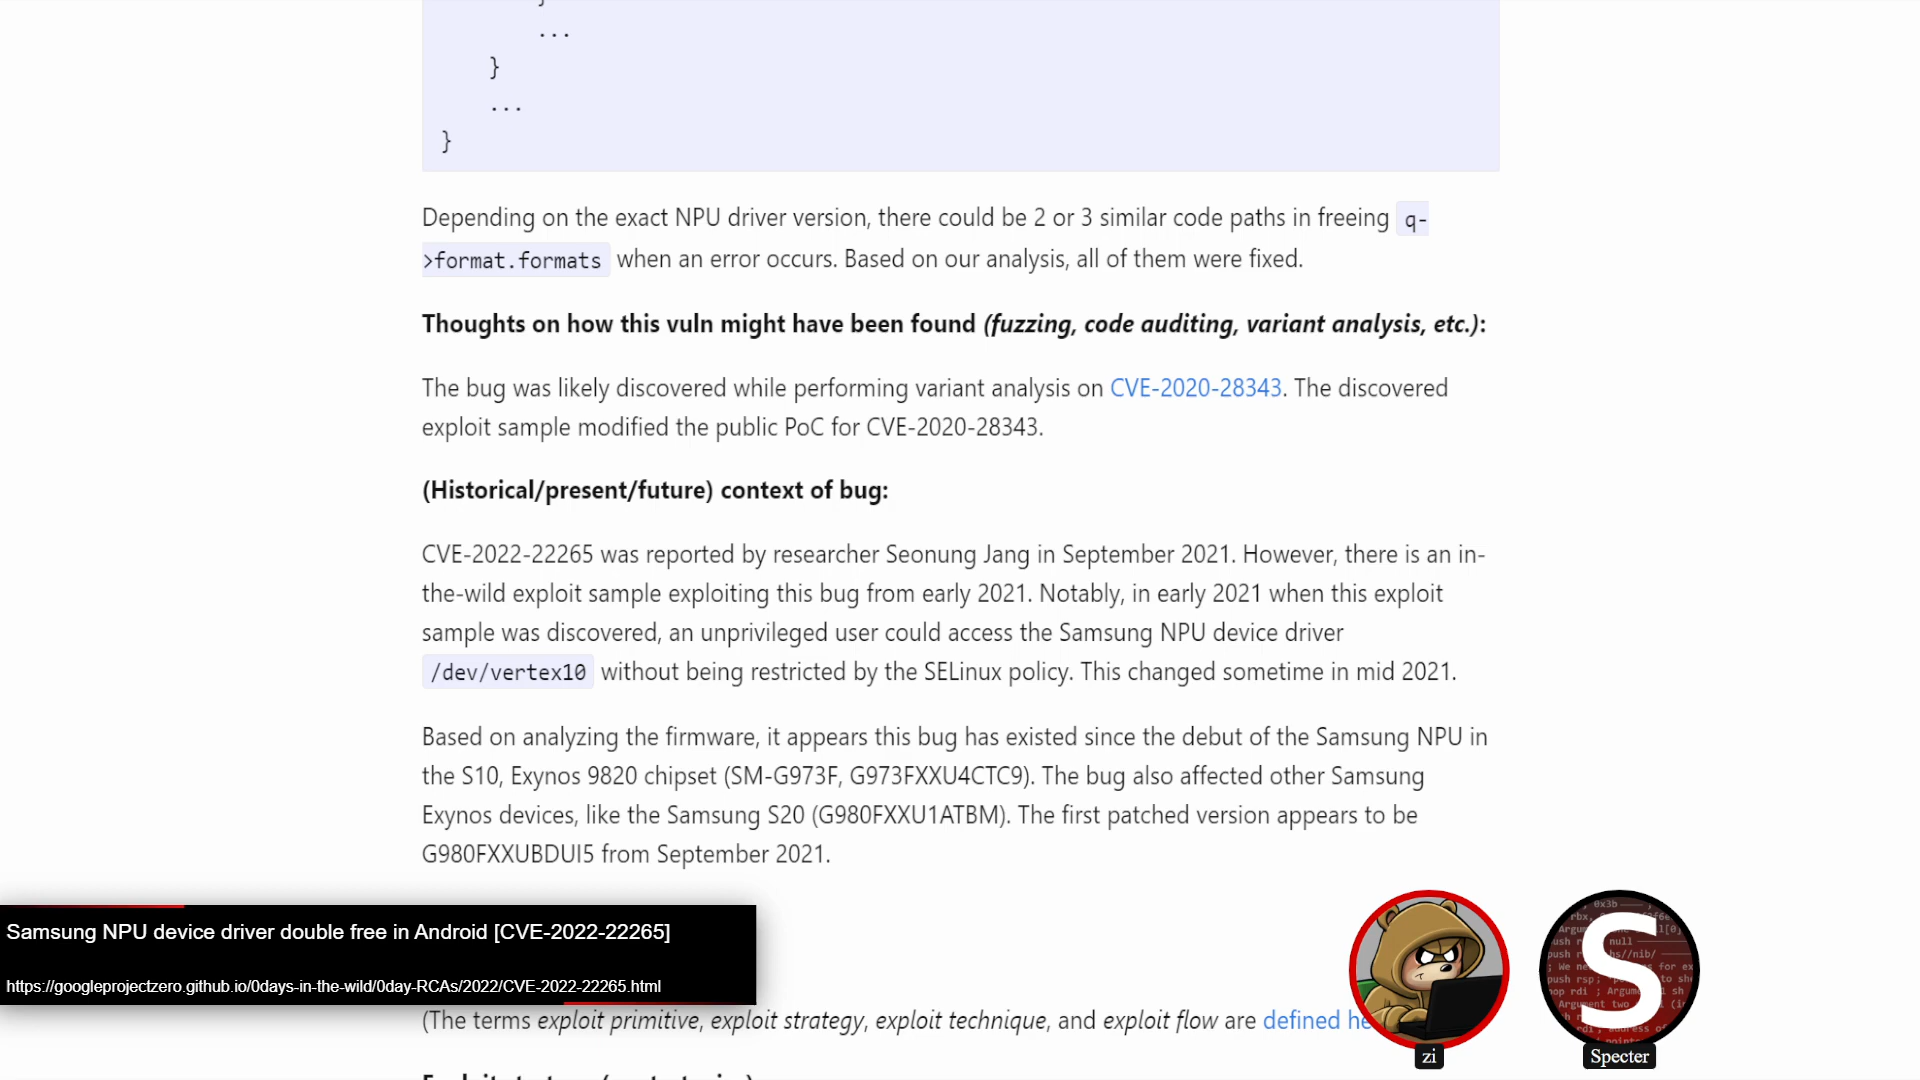 ...
}
...
}
Depending on the exact NPU driver version, there could be 2 or 3 similar code paths in freeing q-
>format.formats when an error occurs. Based on our analysis, all of them were fixed.
Thoughts on how this vuln might have been found (fuzzing, code auditing, variant analysis, etc.):
The bug was likely discovered while performing variant analysis on CVE-2020-28343. The discovered
exploit sample modified the public PoC for CVE-2020-28343.
(Historical/present/future) context of bug:
CVE-2022-22265 was reported by researcher Seonung Jang in September 2021. However, there is an in-
the-wild exploit sample exploiting this bug from early 2021. Notably, in early 2021 when this exploit
sample was discovered, an unprivileged user could access the Samsung NPU device driver
/dev/vertex10 without being restricted by the SELinux policy. This changed sometime in mid 2021.
Based on analyzing the firmware, it appears this bug has existed since the debut of the Samsung NPU in
the S10, Exynos 9820 chipset (SM-G973F, G973FXXU4CTC9). The bug also affected other Samsung
Exynos devices, like the Samsung S20 (G980FXXU1ATBM). The first patched version appears to be
G980FXXUBDUI5 from September 2021.
Samsung NPU device driver double free in Android [CVE-2022-22265]
https://googleprojectzero.github.io/0days-in-the-wild/0day-RCAs/2022/CVE-2022-22265.html
(The terms exploit primitive, exploit strategy, exploit technique, and exploit flow are defined he
zi
S
Specter